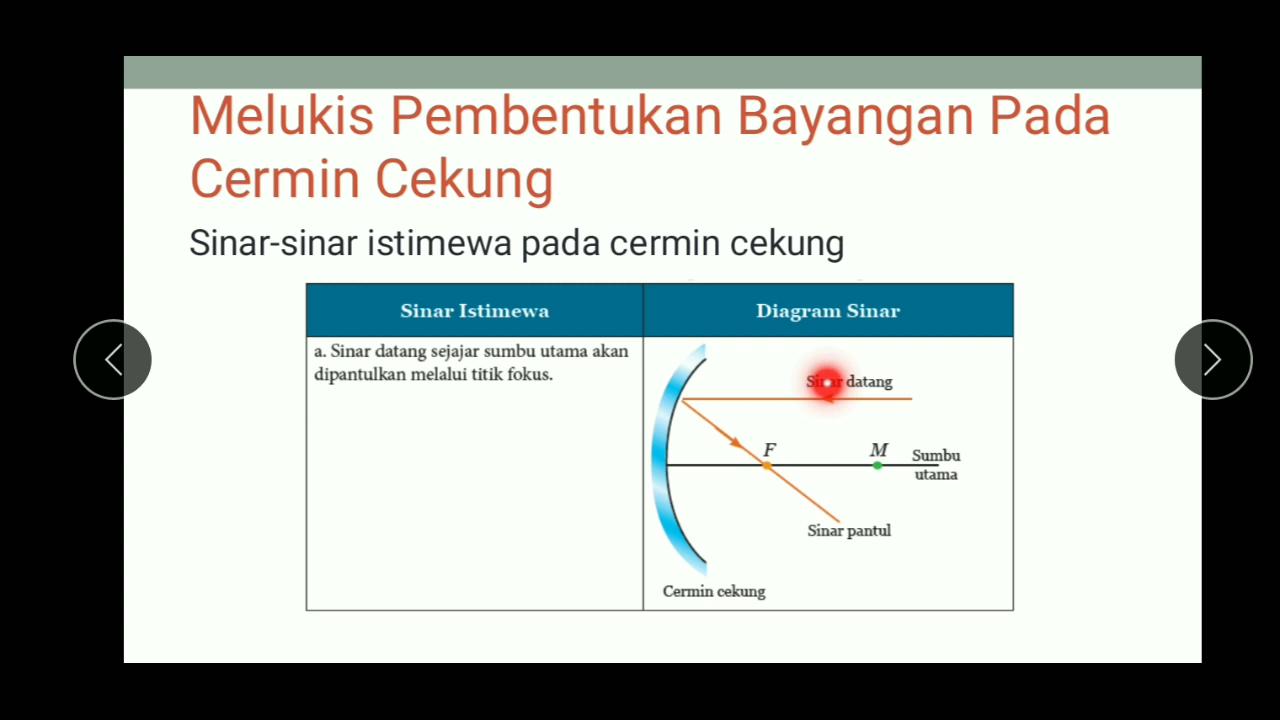 Melukis Pembentukan Bayangan Pada
Cermin Cekung
Sinar-sinar istimewa pada cermin cekung
Sinar Istimewa
Diagram Sinar
a. Sinar datang sejajar sumbu utama akan
dipantulkan melalui titik fokus.
Sinar datang
F
M
Sumbu
utama
Sinar pantul
Cermin cekung